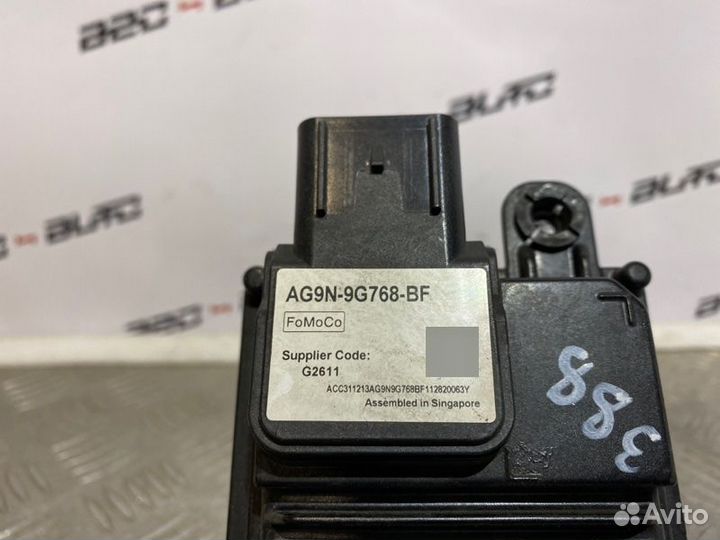 AG9N-9G768-BF
FoMoCo
Supplier Code:
G2611
ACC311213AG9N9G768BF112820063Y
Assembled in Singapore
388
Avito